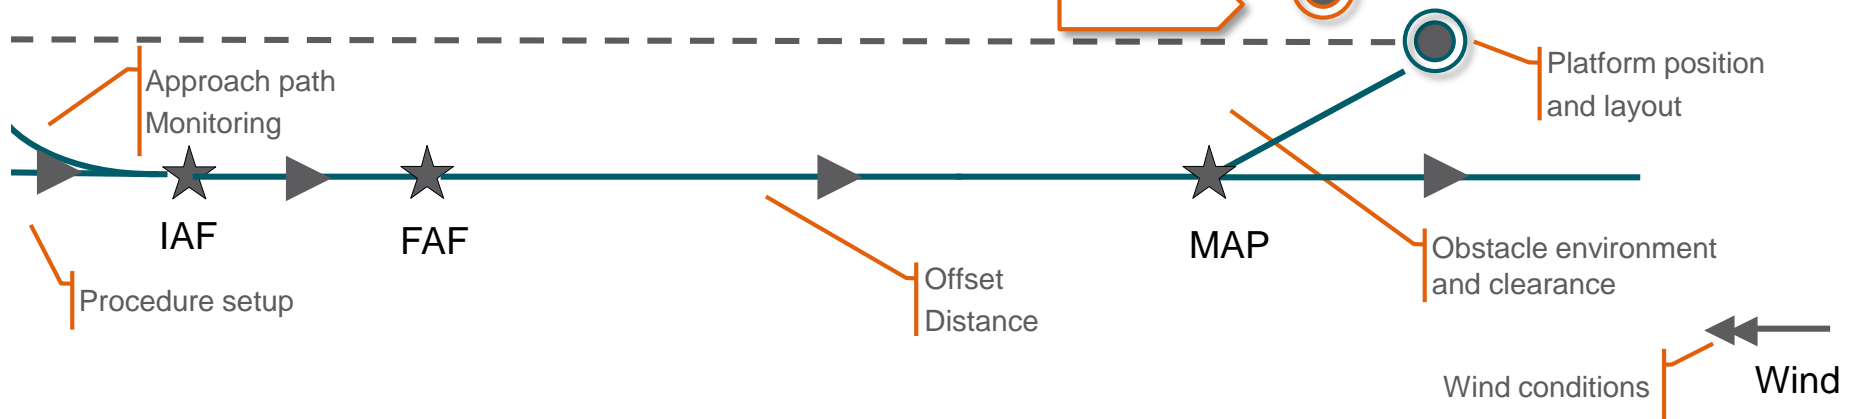 Platform position
and layout
Approach path
Monitoring
IAF
FAF
MAP
Obstacle environment
and clearance
Offset
Distance
Procedure setup
Wind
Wind conditions